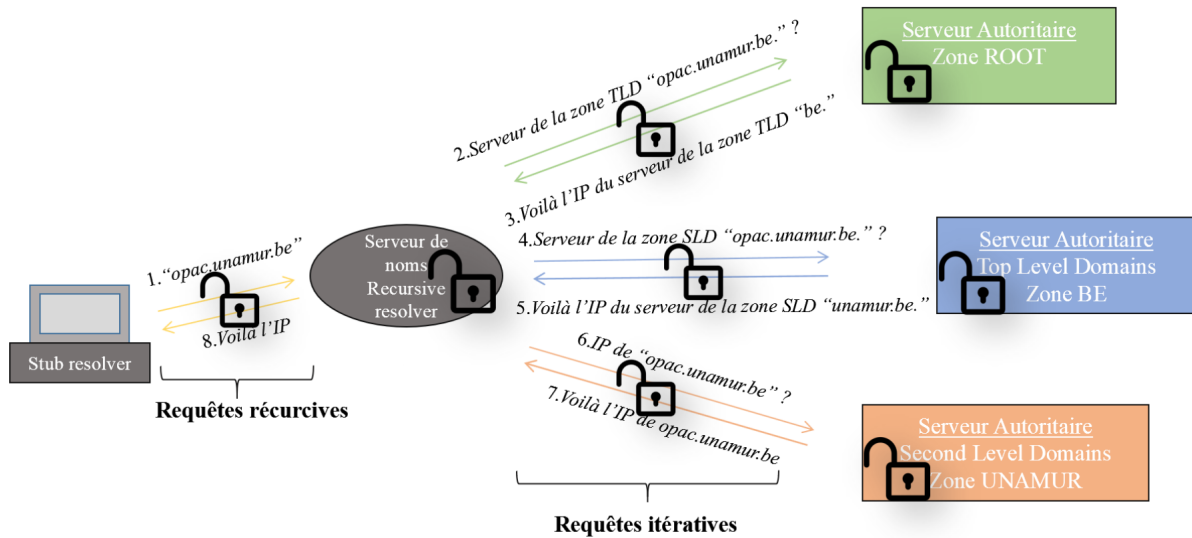 Serveur Autoritaire
Zone ROOT
2.Serveur de la zone TLD “opac.unamur.be.” ?
3.Voilà l’IP du serveur de la zone TLD “be.”
1.“opac.unamur.be”
8.Voila l’IP
Stub resolver
Requêtes récurcives
Serveur de
noms
Recursive
resolver
4.Serveur de la zone SLD “opac.unamur.be.” ?
5.Voilà l’IP du serveur de la zone SLD “unamur.be.”
Serveur Autoritaire
Top Level Domains
Zone BE
6.IP de “opac.unamur.be” ?
7.Voilà l’IP de opac.unamur.be
Serveur Autoritaire
Second Level Domains
Zone UNAMUR
Requêtes itératives